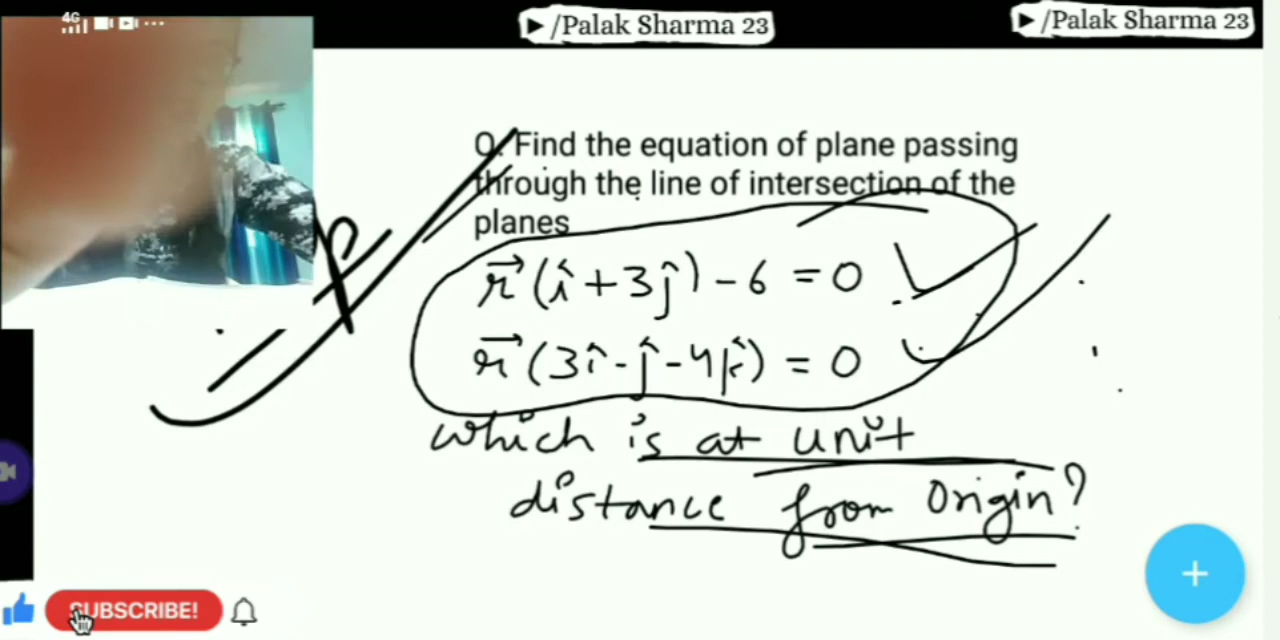 4G
/Palak Sharma 23
/Palak Sharma 23
Q. Find the equation of plane passing
through the line of intersection of the
planes
r⃗ (î + 3ĵ) - 6 = 0
r⃗ (3î - ĵ - 4k̂) = 0
which is at unit
distance from Origin?
SUBSCRIBE!